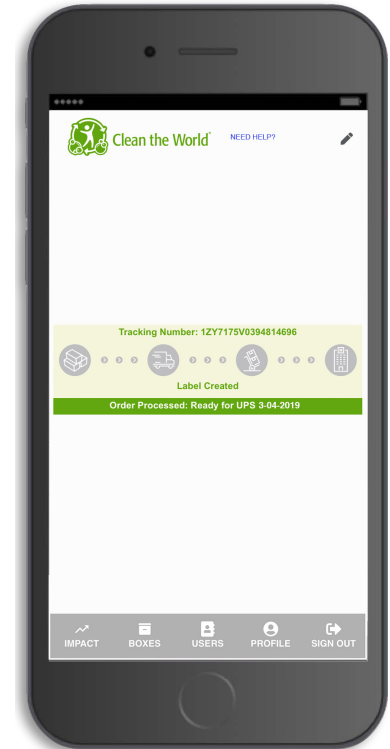 Clean the World
NEED HELP?
Tracking Number: 1ZY7175V0394814696
Label Created
Order Processed: Ready for UPS 3-04-2019
IMPACT BOXES USERS PROFILE SIGN OUT